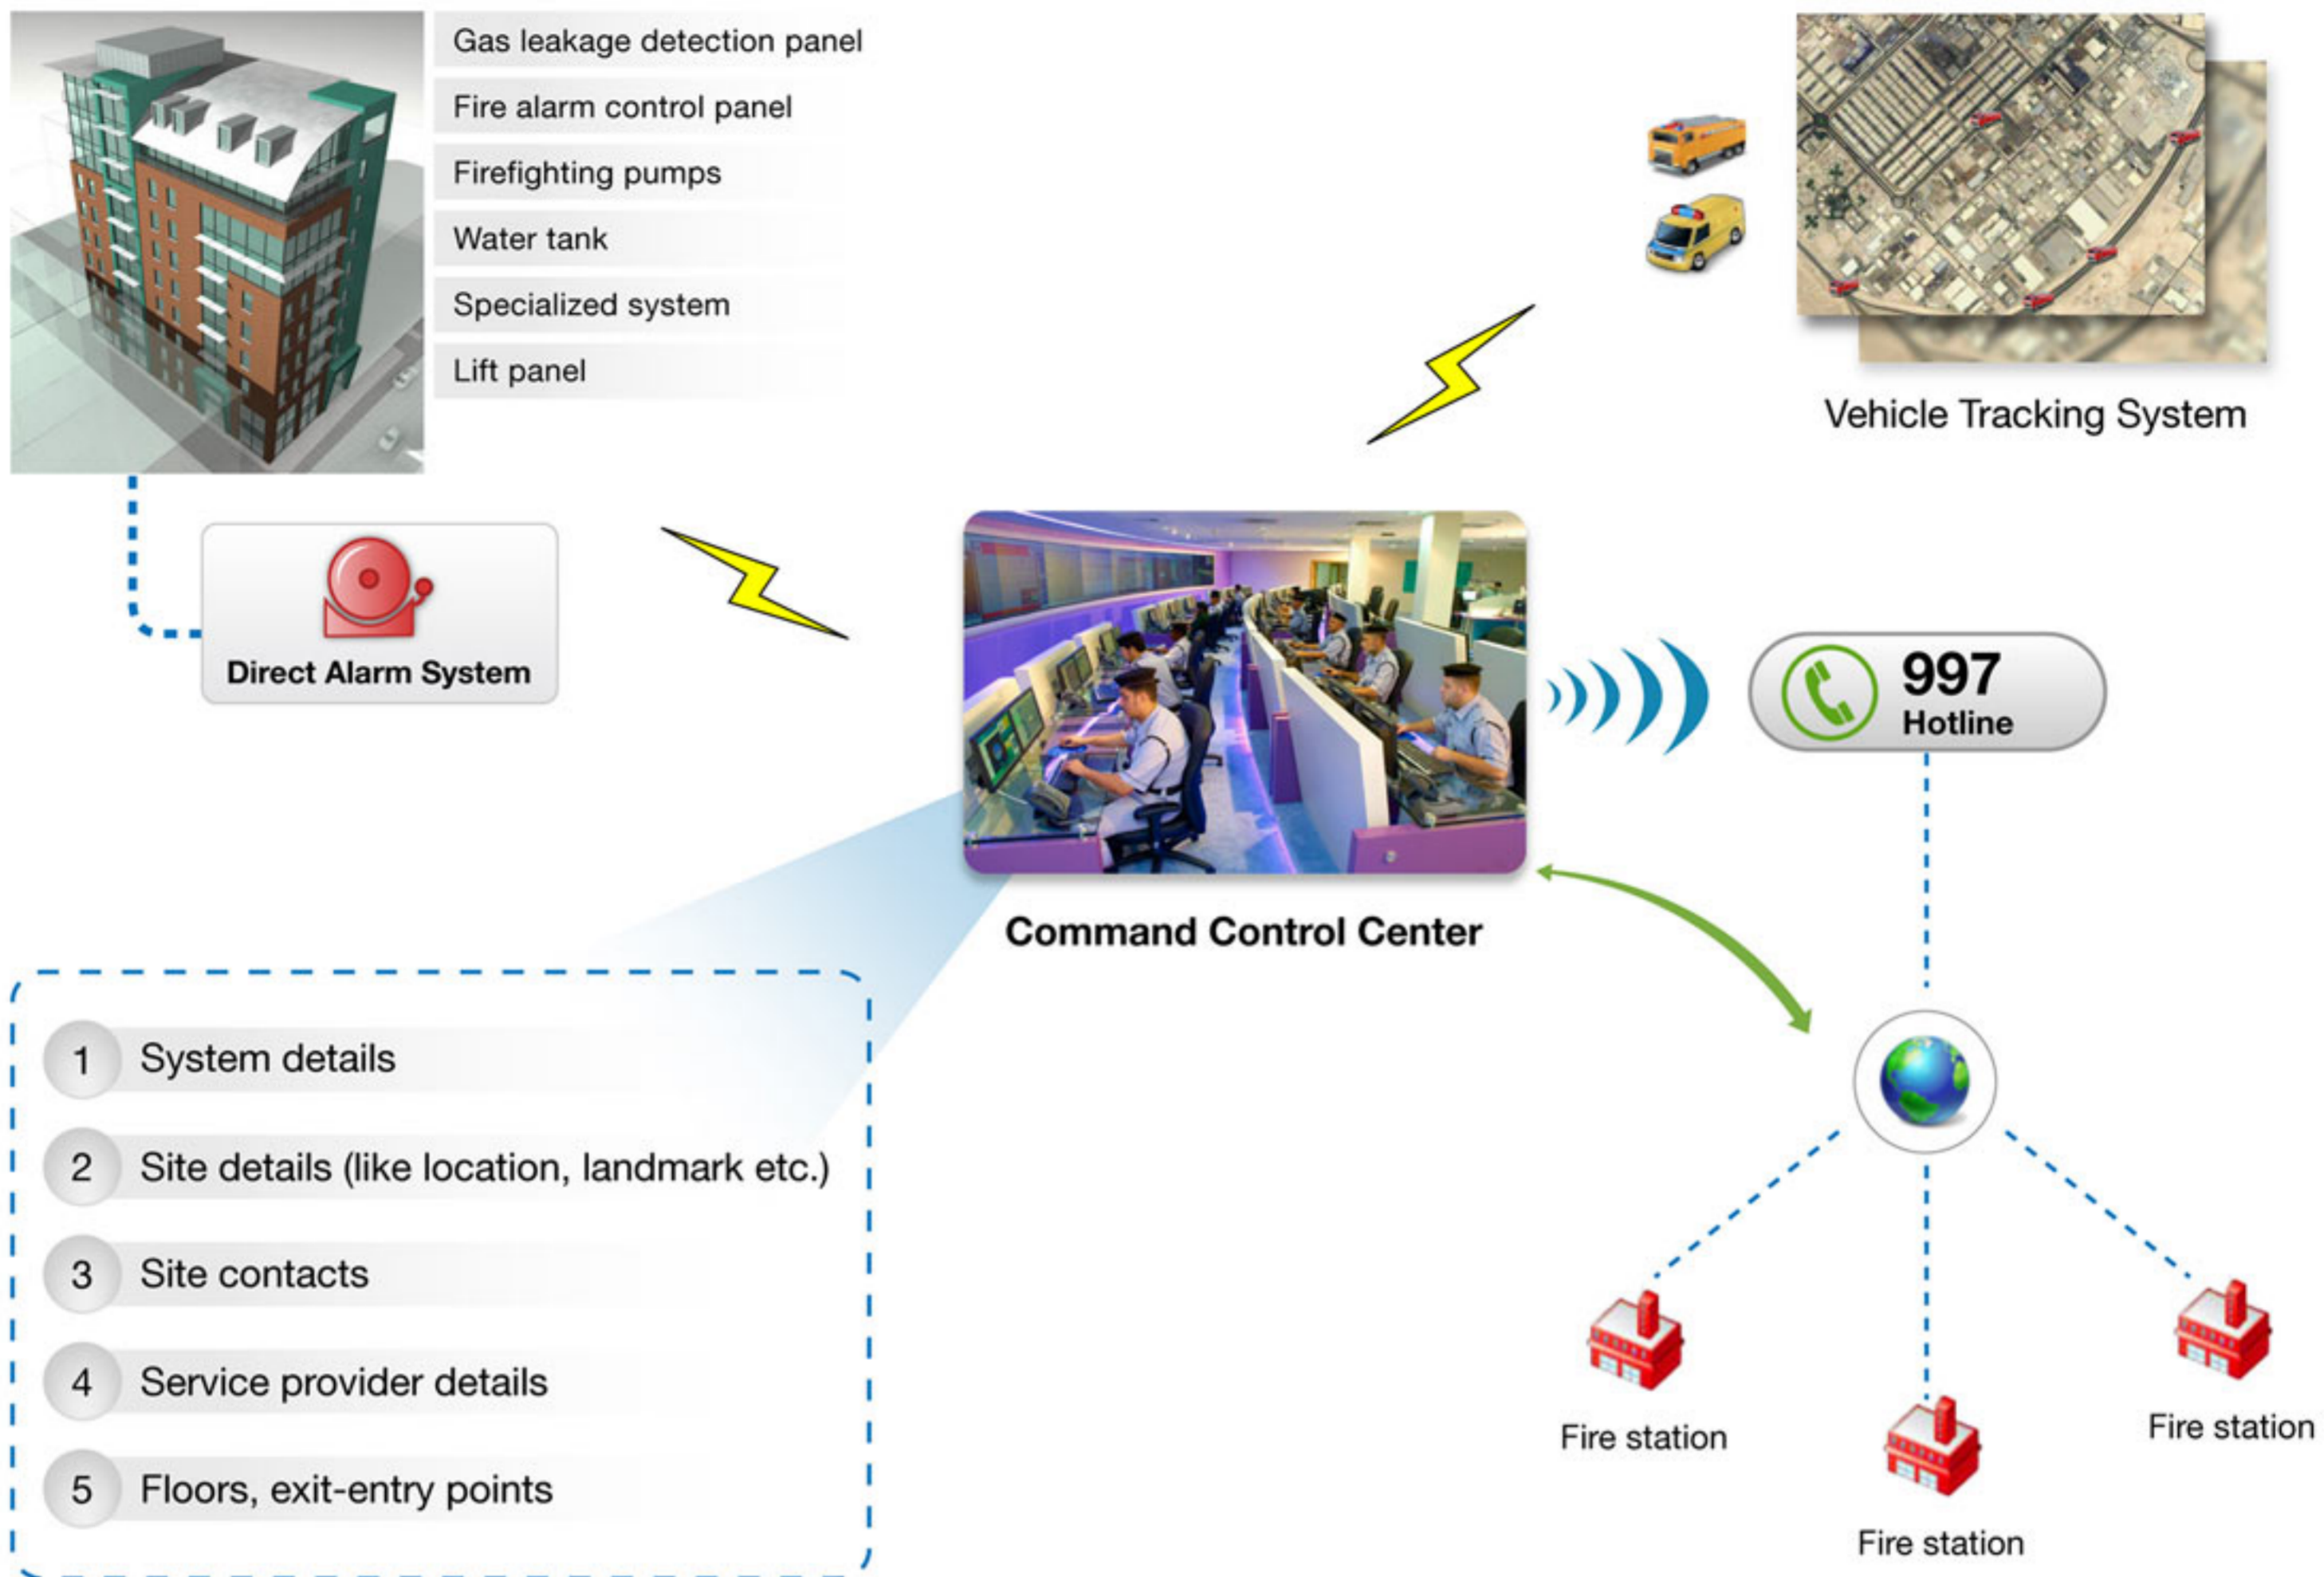 Gas leakage detection panel
Fire alarm control panel
Firefighting pumps
Water tank
Specialized system
Lift panel
Vehicle Tracking System
Direct Alarm System
997
Hotline
Command Control Center
1 System details
2 Site details (like location, landmark etc.)
3 Site contacts
4 Service provider details
5 Floors, exit-entry points
Fire station
Fire station
Fire station